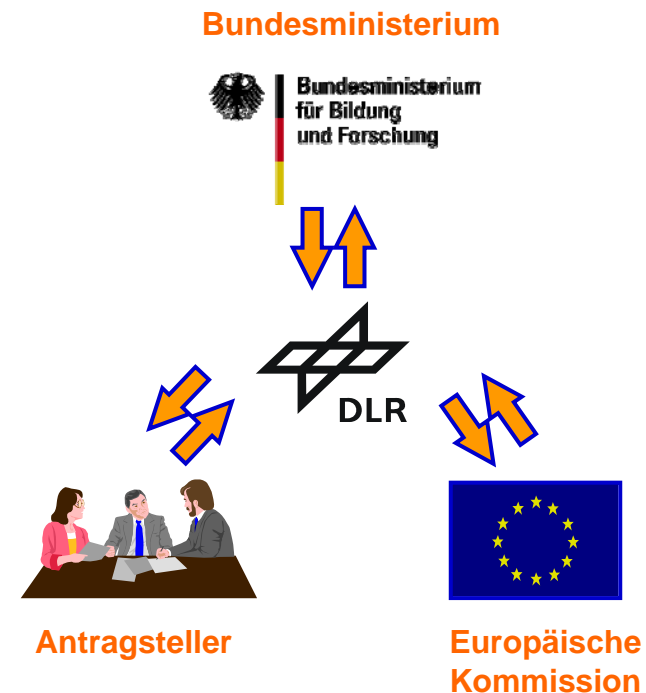 Bundesministerium
Bundesministerium
für Bildung
und Forschung
DLR
Antragsteller
Europäische
Kommission